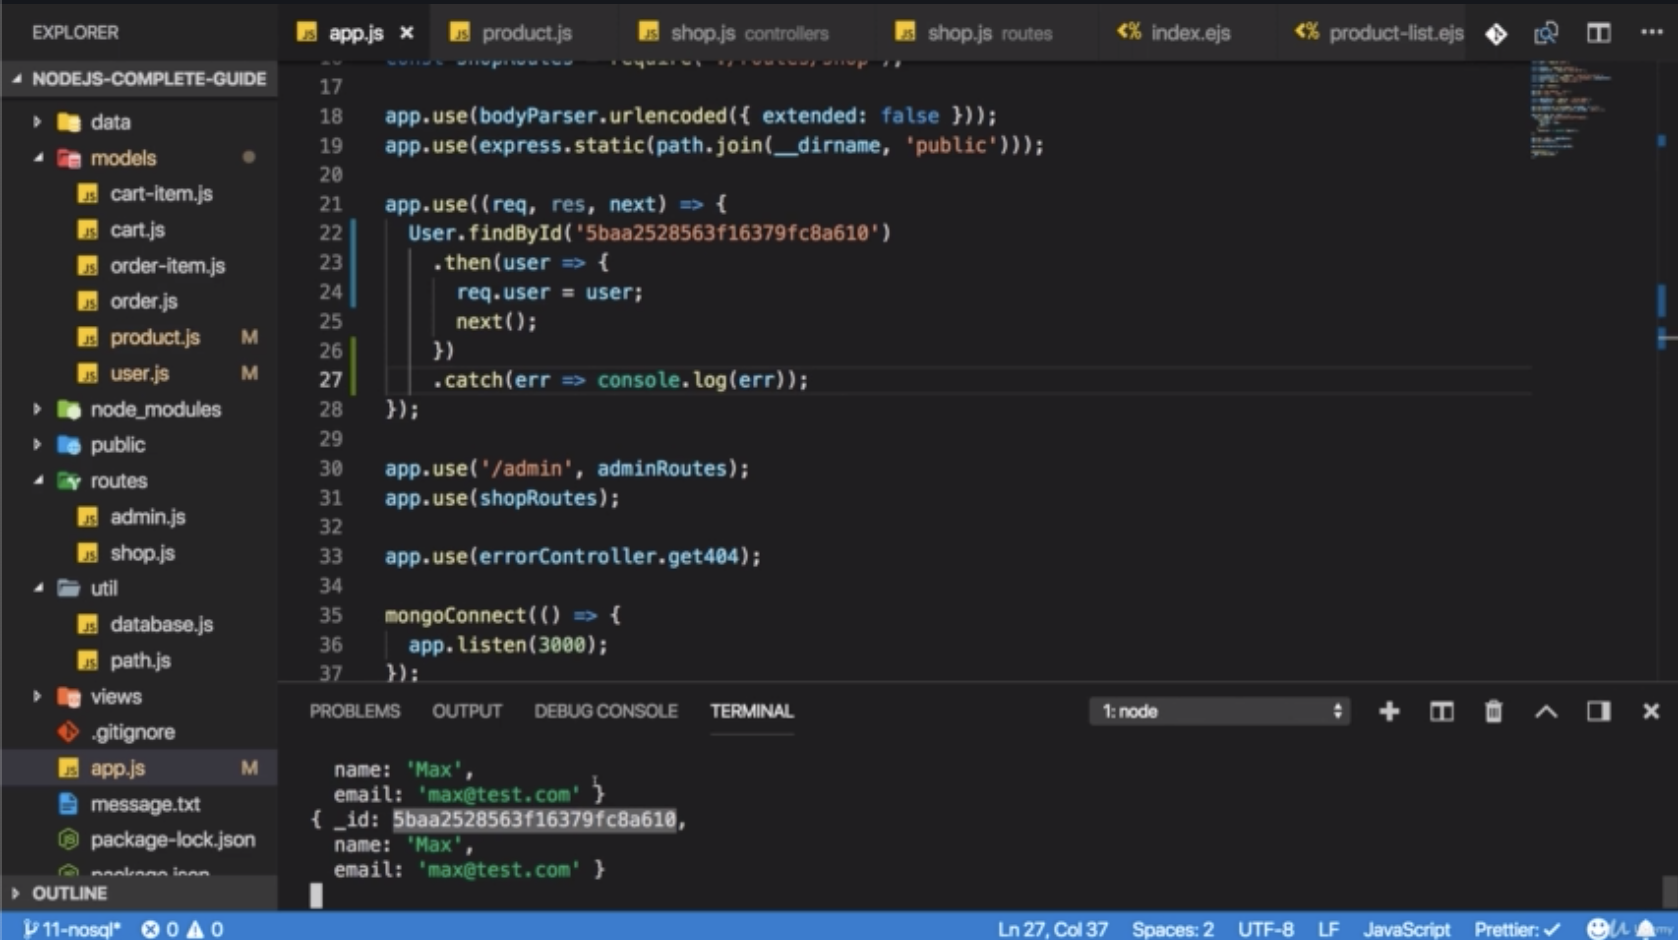 EXPLORER
NODEJS-COMPLETE-GUIDE
data
models
cart-item.js
cart.js
order-item.js
order.js
product.js M
user.js M
node_modules
public
routes
admin.js
shop.js
util
database.js
path.js
views
.gitignore
app.js M
message.txt
package-lock.json
package.json
OUTLINE
app.js product.js shop.js controllers shop.js routes index.ejs product-list.ejs
16 const shopRoutes = require('./routes/shop');
17
18 app.use(bodyParser.urlencoded({ extended: false }));
19 app.use(express.static(path.join(__dirname, 'public')));
20
21 app.use((req, res, next) => {
22 User.findById('5baa2528563f16379fc8a610')
23 .then(user => {
24 req.user = user;
25 next();
26 })
27 .catch(err => console.log(err));
28 });
29
30 app.use('/admin', adminRoutes);
31 app.use(shopRoutes);
32
33 app.use(errorController.get404);
34
35 mongoConnect(() => {
36 app.listen(3000);
37 });
PROBLEMS OUTPUT DEBUG CONSOLE TERMINAL 1: node
name: 'Max',
email: 'max@test.com' }
{ _id: 5baa2528563f16379fc8a610,
name: 'Max',
email: 'max@test.com' }
11-nosql* 0 0 Ln 27, Col 37 Spaces: 2 UTF-8 LF JavaScript Prettier: ✓